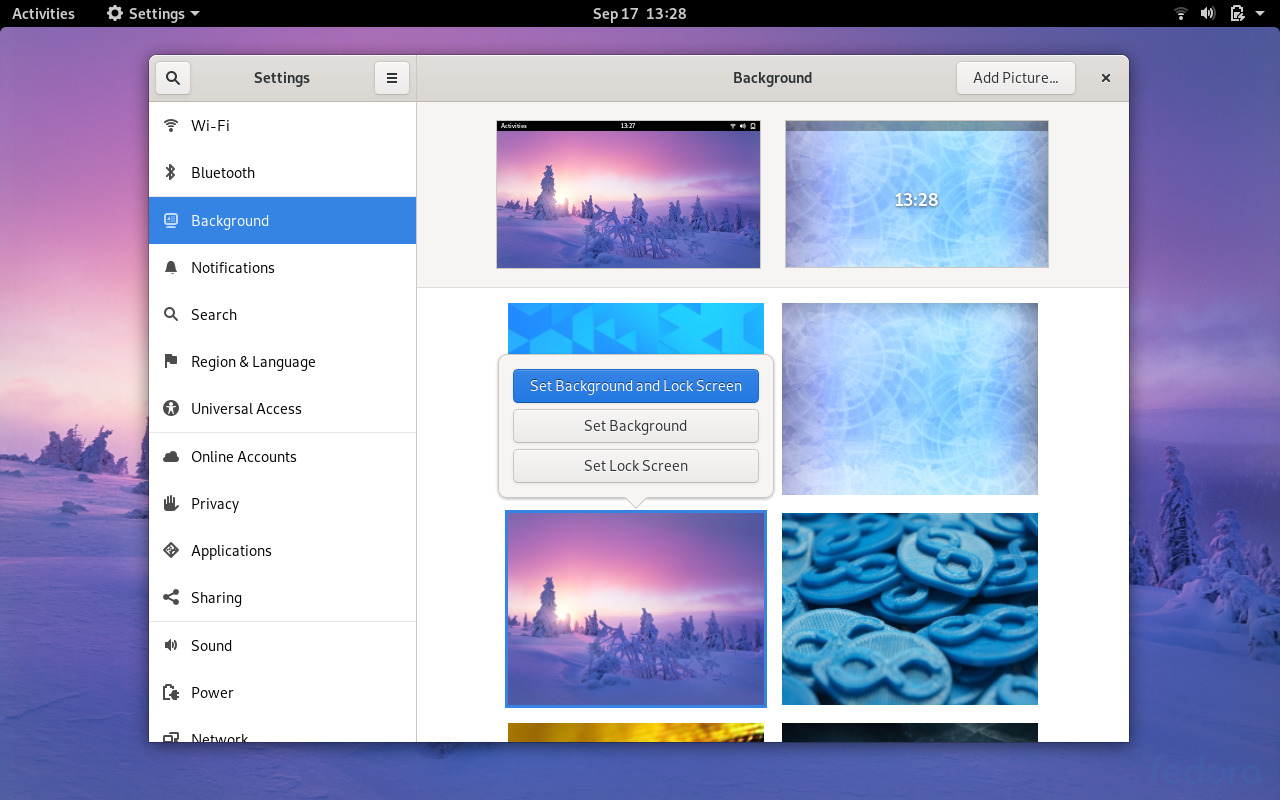 Activities Settings Sep 17 13:28
Settings Background Add Picture...
Wi-Fi
Bluetooth
Background
Notifications
Search
Region & Language
Universal Access
Online Accounts
Privacy
Applications
Sharing
Sound
Power
Network
Activities 13:27
13:28
Set Background and Lock Screen
Set Background
Set Lock Screen
fedora